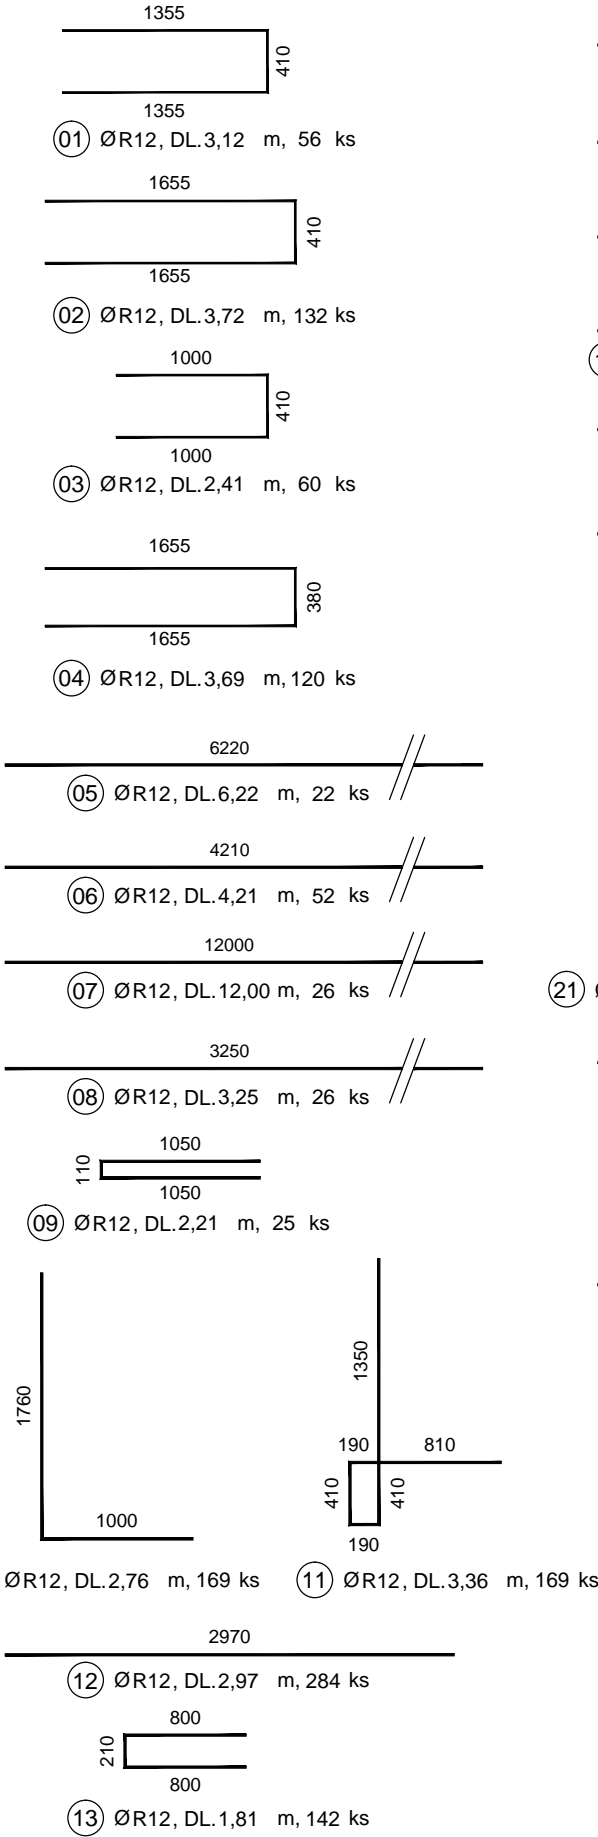 1355
410
1355
01 ØR12, DL.3,12 m, 56 ks
1655
410
1655
02 ØR12, DL.3,72 m, 132 ks
1000
410
1000
03 ØR12, DL.2,41 m, 60 ks
1655
380
1655
04 ØR12, DL.3,69 m, 120 ks
6220
05 ØR12, DL.6,22 m, 22 ks
4210
06 ØR12, DL.4,21 m, 52 ks
12000
07 ØR12, DL.12,00 m, 26 ks
21
3250
08 ØR12, DL.3,25 m, 26 ks
1050
110
1050
09 ØR12, DL.2,21 m, 25 ks
1760
1000
ØR12, DL.2,76 m, 169 ks
1350
190 810
410 410
190
11 ØR12, DL.3,36 m, 169 ks
2970
12 ØR12, DL.2,97 m, 284 ks
800
210
800
13 ØR12, DL.1,81 m, 142 ks